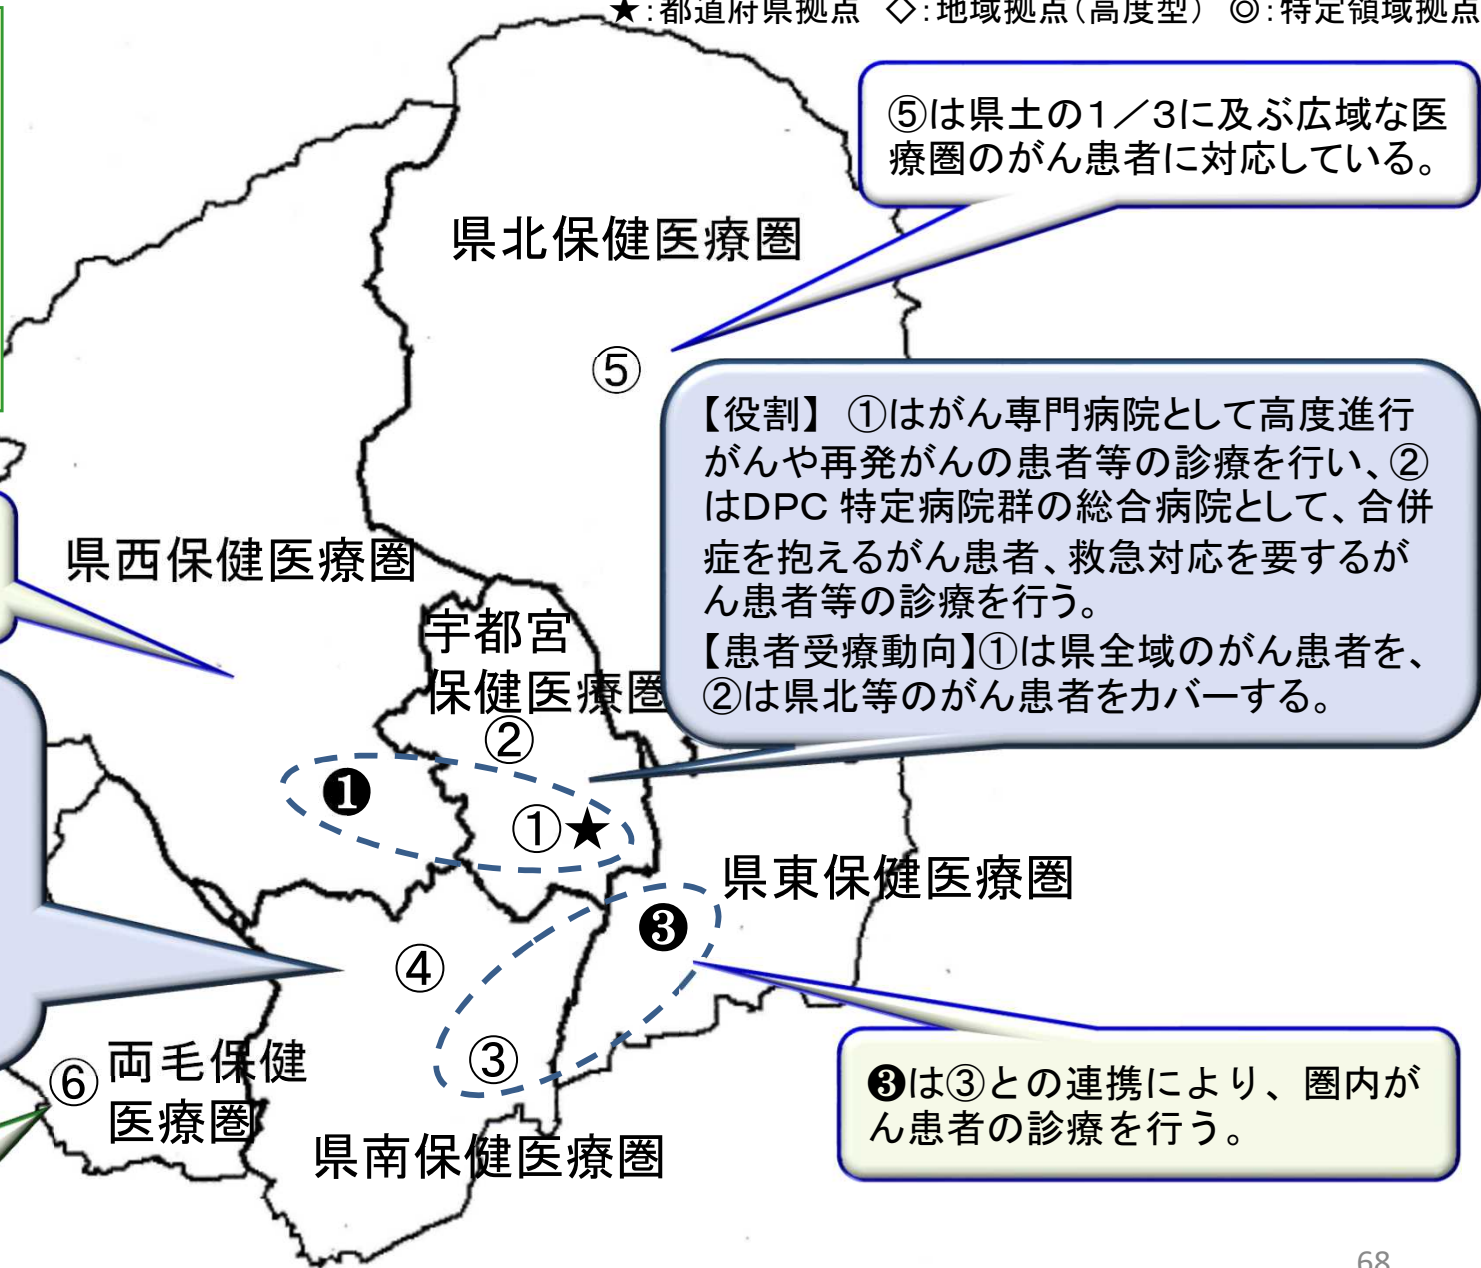 ★：都道府県拠点 ◇：地域拠点（高度型） ◎：特定領域拠点
⑤は県土の１／３に及ぶ広域な医
療圏のがん患者に対応している。
県北保健医療圏
⑤
【役割】 ①はがん専門病院として高度進行
がんや再発がんの患者等の診療を行い、②
はDPC 特定病院群の総合病院として、合併
症を抱えるがん患者、救急対応を要するが
ん患者等の診療を行う。
【患者受療動向】①は県全域のがん患者を、
②は県北等のがん患者をカバーする。
県西保健医療圏
宇都宮
保健医療圏
②
❶
①★
県東保健医療圏
❸
④
③
⑥
両毛保健
医療圏
県南保健医療圏
❸は③との連携により、圏内が
ん患者の診療を行う。
68